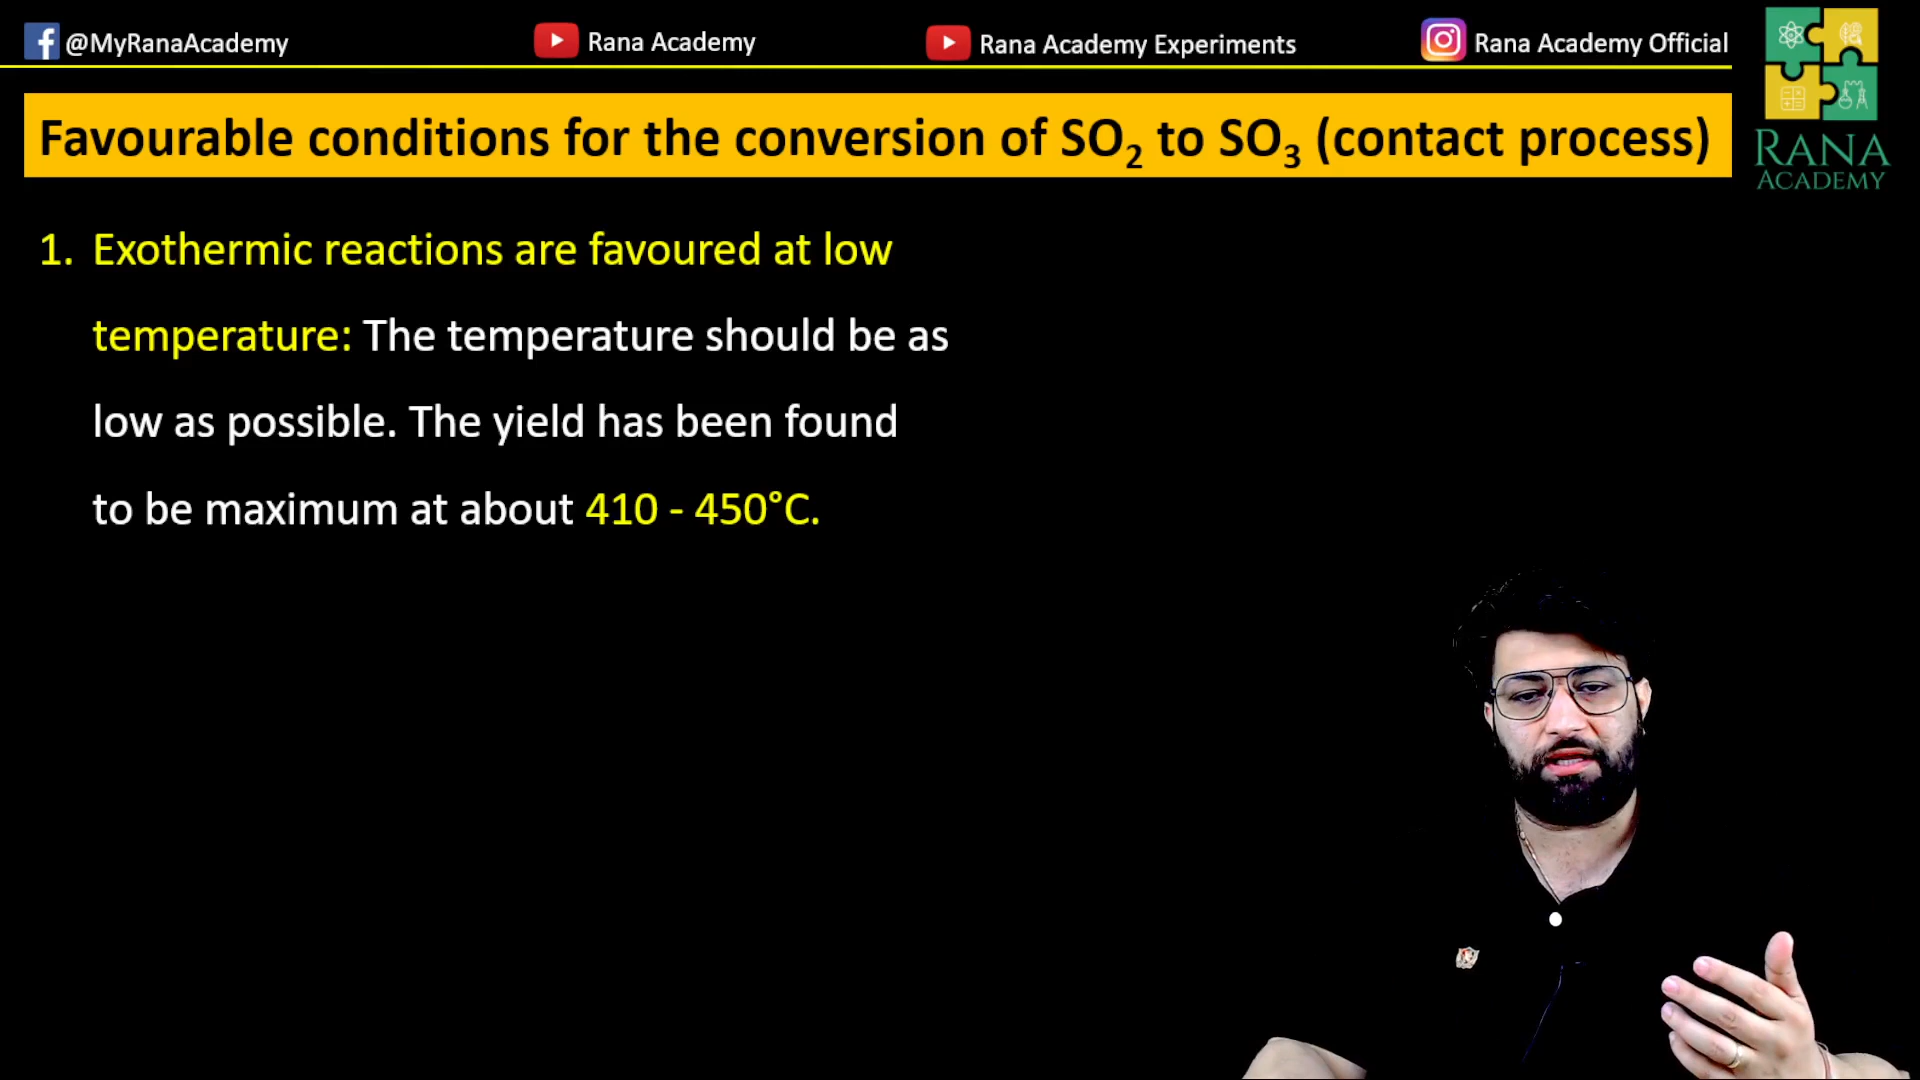 @MyRanaAcademy
Rana Academy
Rana Academy Experiments
Rana Academy Official
RANA
ACADEMY
Favourable conditions for the conversion of SO₂ to SO₃ (contact process)
1. Exothermic reactions are favoured at low
temperature: The temperature should be as
low as possible. The yield has been found
to be maximum at about 410 - 450°C.